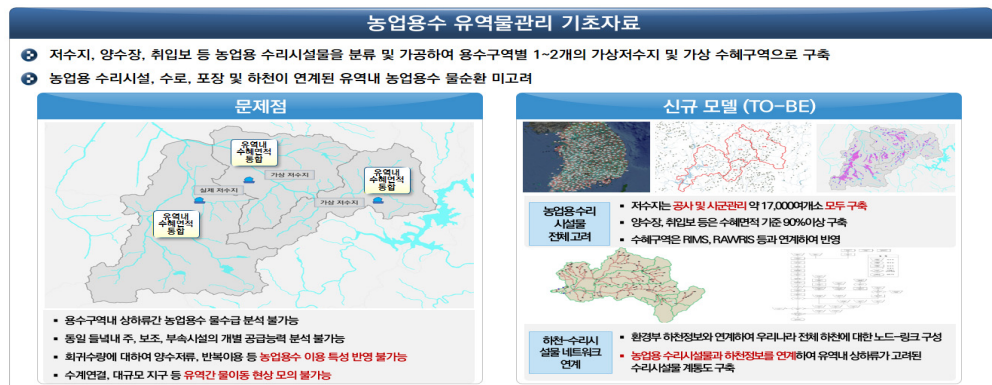 농업용수 유역물관리 기초자료
저수지, 양수장, 취입보 등 농업용 수리시설물을 분류 및 가공하여 용수구역별 1~2개의 가상저수지 및 가상 수혜구역으로 구축
농업용 수리시설, 수로, 포장 및 하천이 연계된 유역내 농업용수 물순환 미고려
문제점
유역내
수혜면적
통합
가상 저수지
실제 저수지
유역내
수혜면적
통합
가상 저수지
유역내
수혜면적
통합
▪ 용수구역내 상하류간 농업용수 물수급 분석 불가능
▪ 동일 들녘내 주, 보조, 부속시설의 개별 공급능력 분석 불가능
▪ 회귀수량에 대하여 양수저류, 반복이용 등 농업용수 이용 특성 반영 불가능
▪ 수계연결, 대규모 지구 등 유역간 물이동 현상 모의 불가능
신규 모델 (TO-BE)
농업용수리
시설물
전체 고려
▪ 저수지는 공사 및 시군관리 약 17,000여개소 모두 구축
▪ 양수장, 취입보 등은 수혜면적 기준 90%이상 구축
▪ 수혜구역은 RIMS, RAWRIS 등과 연계하여 반영
하천-수리시
설물 네트워크
연계
▪ 환경부 하천정보와 연계하여 우리나라 전체 하천에 대한 노드-링크 구성
▪ 농업용 수리시설물과 하천정보를 연계하여 유역내 상하류가 고려된
수리시설물 계통도 구축